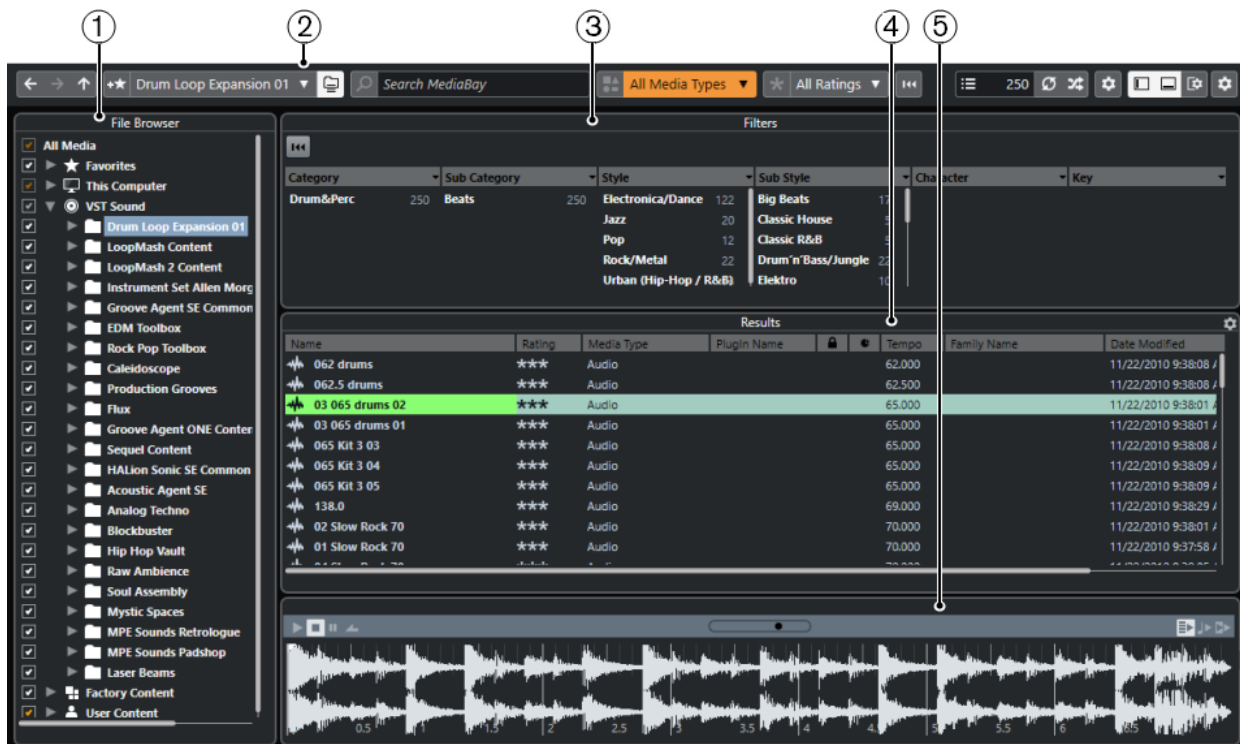 1 2 3 4 5
Drum Loop Expansion 01 Search MediaBay All Media Types All Ratings 250
File Browser
All Media
Favorites
This Computer
VST Sound
Drum Loop Expansion 01
LoopMash Content
LoopMash 2 Content
Instrument Set Allen Morg
Groove Agent SE Common
EDM Toolbox
Rock Pop Toolbox
Caleidoscope
Production Grooves
Flux
Groove Agent ONE Conter
Sequel Content
HALion Sonic SE Common
Acoustic Agent SE
Analog Techno
Blockbuster
Hip Hop Vault
Raw Ambience
Soul Assembly
Mystic Spaces
MPE Sounds Retrologue
MPE Sounds Padshop
Laser Beams
Factory Content
User Content
Filters
Category Sub Category Style Sub Style Character Key
Drum&Perc 250 Beats 250 Electronica/Dance 122 Big Beats
Jazz 20 Classic House
Pop 12 Classic R&B
Rock/Metal 22 Drum´n´Bass/Jungle 22
Urban (Hip-Hop / R&B) Elektro
Results
Name Rating Media Type PlugIn Name Tempo Family Name Date Modified
062 drums *** Audio 62.000 11/22/2010 9:38:08
062.5 drums *** Audio 62.500 11/22/2010 9:38:08
03 065 drums 02 *** Audio 65.000 11/22/2010 9:38:01
03 065 drums 01 *** Audio 65.000 11/22/2010 9:38:01
065 Kit 3 03 *** Audio 65.000 11/22/2010 9:38:08
065 Kit 3 04 *** Audio 65.000 11/22/2010 9:38:09
065 Kit 3 05 *** Audio 65.000 11/22/2010 9:38:09
138.0 *** Audio 69.000 11/22/2010 9:38:29
02 Slow Rock 70 *** Audio 70.000 11/22/2010 9:38:01
01 Slow Rock 70 *** Audio 70.000 11/22/2010 9:37:58
0.5 1 1.5 2 2.5 3 3.5 4 4. 5 5.5 6 6.5